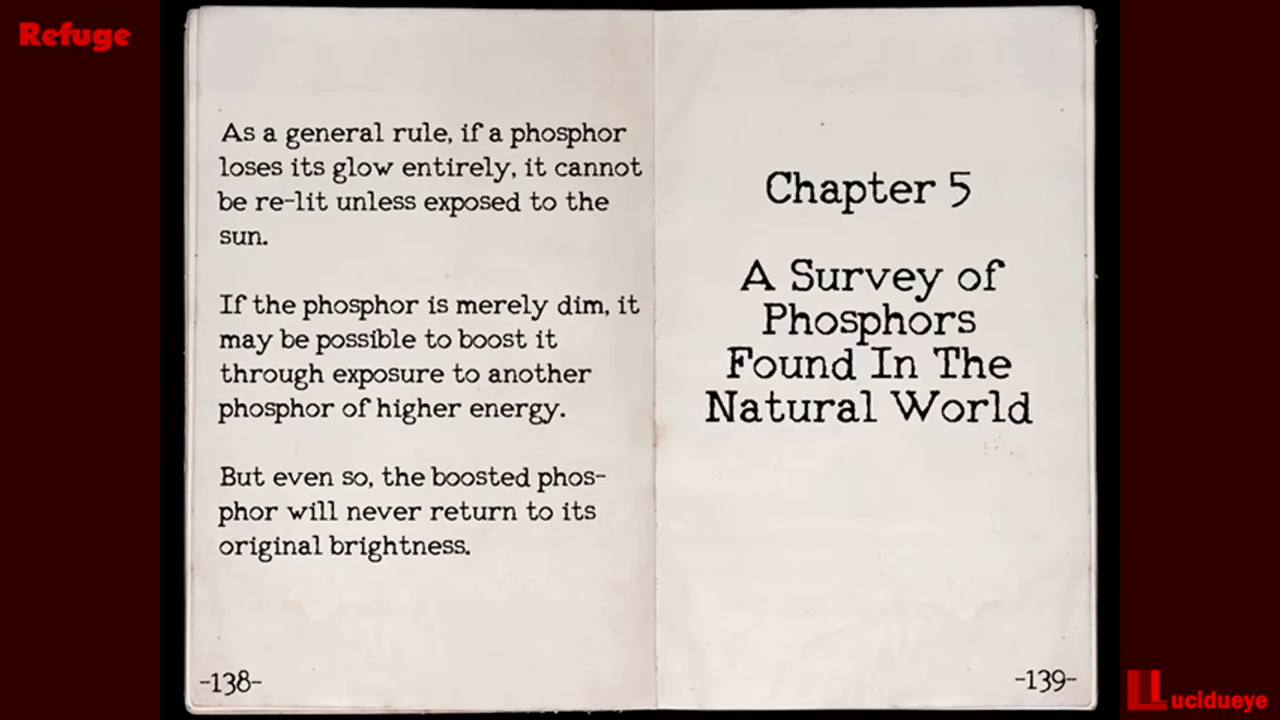 Refuge
As a general rule, if a phosphor
loses its glow entirely, it cannot
be re-lit unless exposed to the
sun.
If the phosphor is merely dim, it
may be possible to boost it
through exposure to another
phosphor of higher energy.
But even so, the boosted phos-
phor will never return to its
original brightness.
-138-
Chapter 5
A Survey of
Phosphors
Found In The
Natural World
-139-
LLucidueye